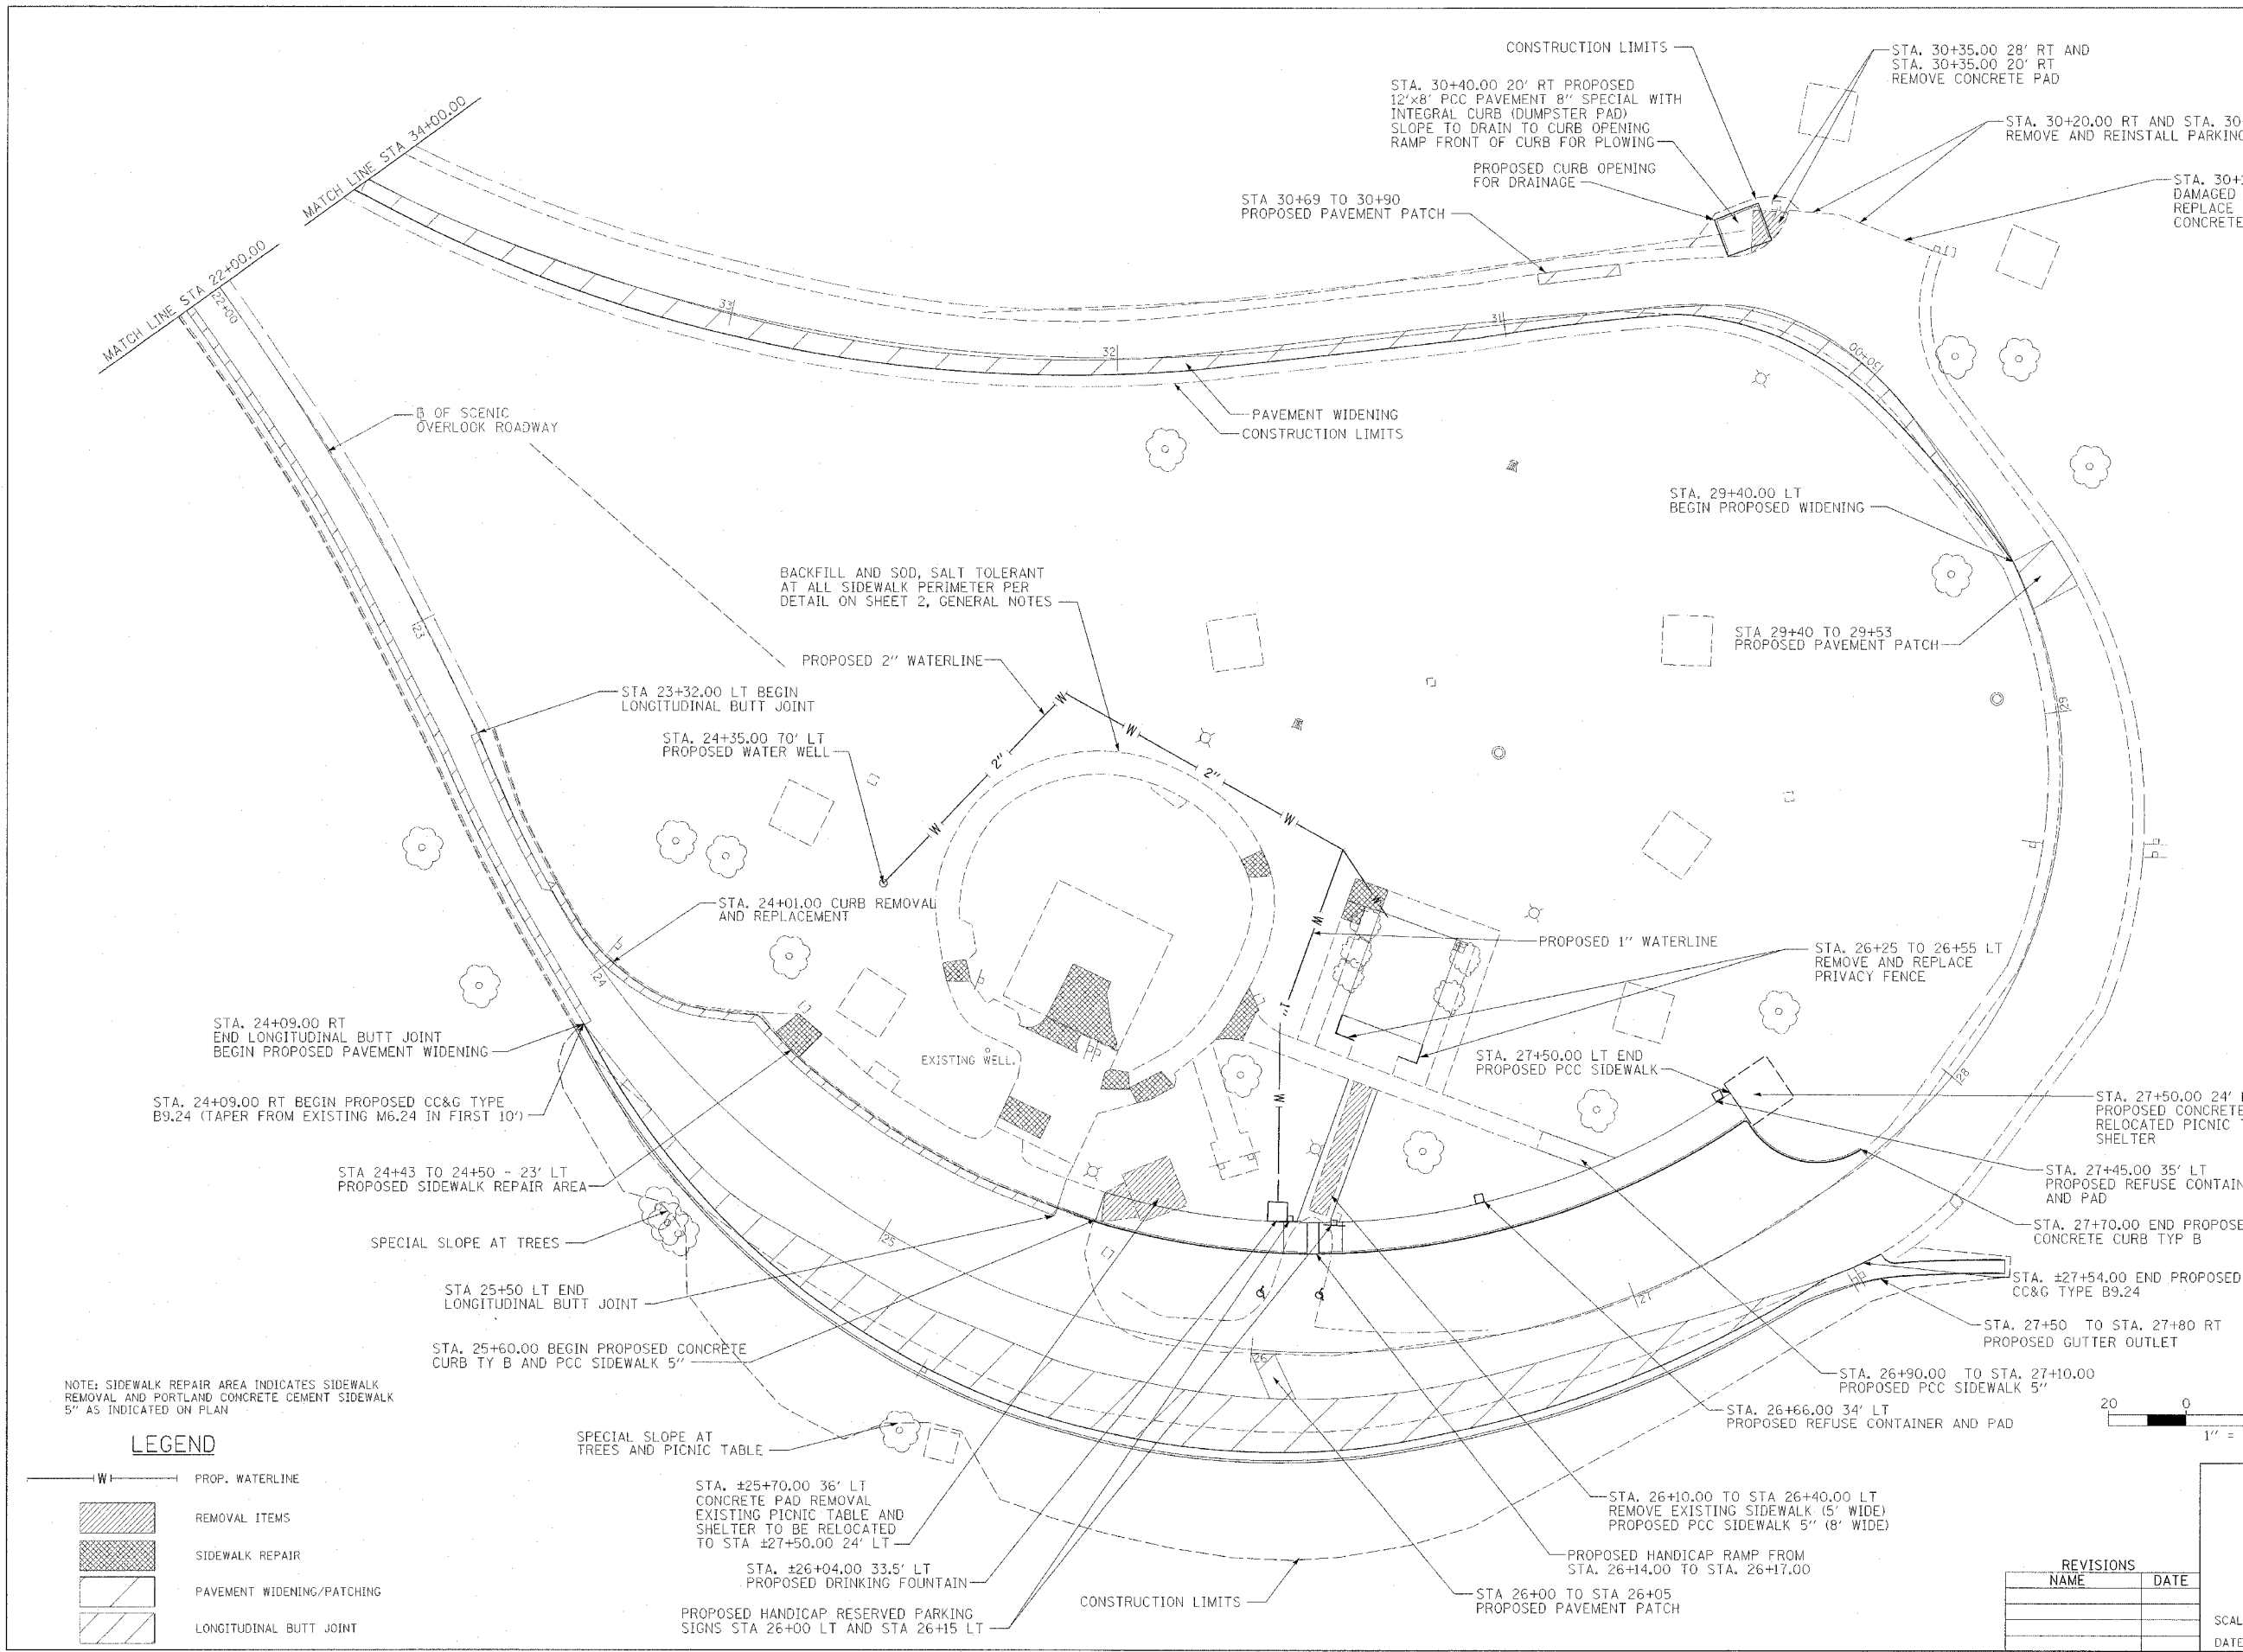 CONSTRUCTION LIMITS
STA. 30+35.00 28' RT AND
STA. 30+35.00 20' RT
REMOVE CONCRETE PAD
STA. 30+40.00 20' RT PROPOSED
12'x8' PCC PAVEMENT 8" SPECIAL WITH
INTEGRAL CURB (DUMPSTER PAD)
SLOPE TO DRAIN TO CURB OPENING
RAMP FRONT OF CURB FOR PLOWING
STA. 30+20.00 RT AND STA. 30
REMOVE AND REINSTALL PARKING
PROPOSED CURB OPENING
FOR DRAINAGE
STA 30+69 TO 30+90
PROPOSED PAVEMENT PATCH
DAMAGED
REPLACE
CONCRETE
MATCH LINE STA 34+00.00
MATCH LINE STA 22+00.00
22+00
33
32
31
30+00
OF SCENIC
OVERLOOK ROADWAY
PAVEMENT WIDENING
CONSTRUCTION LIMITS
STA. 29+40.00 LT
BEGIN PROPOSED WIDENING
BACKFILL AND SOD, SALT TOLERANT
AT ALL SIDEWALK PERIMETER PER
DETAIL ON SHEET 2, GENERAL NOTES
STA 29+40 TO 29+53
PROPOSED PAVEMENT PATCH
23
PROPOSED 2" WATERLINE
STA 23+32.00 LT BEGIN
LONGITUDINAL BUTT JOINT
W
W
29
STA. 24+35.00 70' LT
PROPOSED WATER WELL
2"
2"
W
W
STA. 24+01.00 CURB REMOVAL
AND REPLACEMENT
W
W
PROPOSED 1" WATERLINE
STA. 26+25 TO 26+55 LT
REMOVE AND REPLACE
PRIVACY FENCE
24
1"
STA. 24+09.00 RT
END LONGITUDINAL BUTT JOINT
BEGIN PROPOSED PAVEMENT WIDENING
EXISTING WELL
STA. 27+50.00 LT END
PROPOSED PCC SIDEWALK
28
W
STA. 24+09.00 RT BEGIN PROPOSED CC&G TYPE
B9.24 (TAPER FROM EXISTING M6.24 IN FIRST 10')
STA. 27+50.00 24'
PROPOSED CONCRETE
RELOCATED PICNIC
SHELTER
STA 24+43 TO 24+50 - 23' LT
PROPOSED SIDEWALK REPAIR AREA
STA. 27+45.00 35' LT
PROPOSED REFUSE
AND PAD
SPECIAL SLOPE AT TREES
25
STA. 27+70.00 END
CONCRETE CURB TYP B
STA 25+50 LT END
LONGITUDINAL BUTT JOINT
27
STA. ±27+54.00 END PROPOSED
CC&G TYPE B9.24
STA. 27+50 TO STA. 27+80 RT
PROPOSED GUTTER OUTLET
STA. 25+60.00 BEGIN PROPOSED CONCRETE
CURB TY B AND PCC SIDEWALK 5"
26
STA. 26+90.00 TO STA. 27+10.00
PROPOSED PCC SIDEWALK 5"
NOTE: SIDEWALK REPAIR AREA INDICATES SIDEWALK
REMOVAL AND PORTLAND CONCRETE CEMENT SIDEWALK
5" AS INDICATED ON PLAN
STA. 26+66.00 34' LT
PROPOSED REFUSE CONTAINER AND PAD
20 0
1" =
LEGEND
SPECIAL SLOPE AT
TREES AND PICNIC TABLE
W PROP. WATERLINE
REMOVAL ITEMS
SIDEWALK REPAIR
PAVEMENT WIDENING/PATCHING
LONGITUDINAL BUTT JOINT
STA. ±25+70.00 36' LT
CONCRETE PAD REMOVAL
EXISTING PICNIC TABLE AND
SHELTER TO BE RELOCATED
TO STA ±27+50.00 24' LT
STA. 26+10.00 TO STA 26+40.00 LT
REMOVE EXISTING SIDEWALK (5' WIDE)
PROPOSED PCC SIDEWALK 5" (8' WIDE)
STA. ±26+04.00 33.5' LT
PROPOSED DRINKING FOUNTAIN
PROPOSED HANDICAP RAMP FROM
STA. 26+14.00 TO STA. 26+17.00
CONSTRUCTION LIMITS
STA 26+00 TO STA 26+05
PROPOSED PAVEMENT PATCH
PROPOSED HANDICAP RESERVED PARKING
SIGNS STA 26+00 LT AND STA 26+15 LT
REVISIONS
NAME DATE